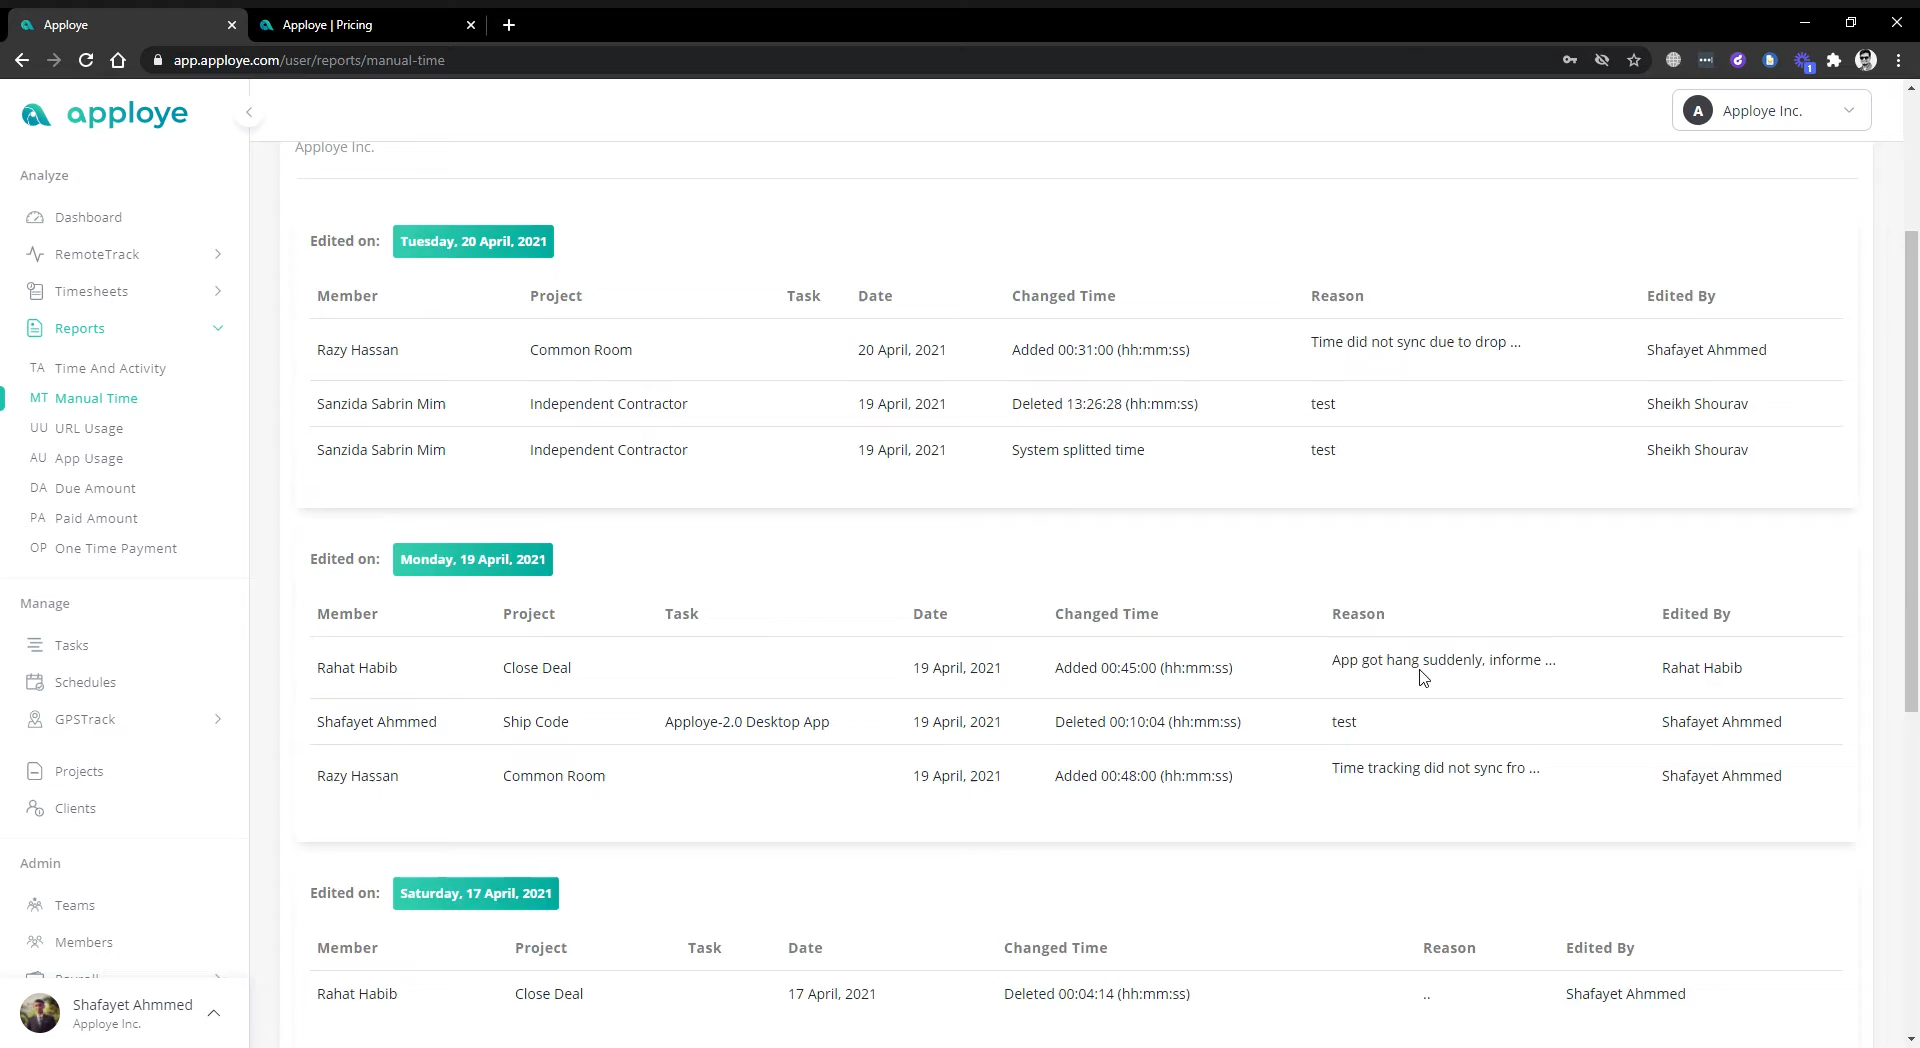 Apploye
Apploye | Pricing
app.apploye.com/user/reports/manual-time
1
apploye
A Apploye Inc.
Apploye Inc.
Analyze
Dashboard
RemoteTrack
Timesheets
Reports
TA Time And Activity
MT Manual Time
UU URL Usage
AU App Usage
DA Due Amount
PA Paid Amount
OP One Time Payment
Manage
Tasks
Schedules
GPSTrack
Projects
Clients
Admin
Teams
Members
Payroll
Shafayet Ahmmed
Apploye Inc.
Edited on: Tuesday, 20 April, 2021
Member Project Task Date Changed Time Reason Edited By
Razy Hassan Common Room 20 April, 2021 Added 00:31:00 (hh:mm:ss) Time did not sync due to drop ... Shafayet Ahmmed
Sanzida Sabrin Mim Independent Contractor 19 April, 2021 Deleted 13:26:28 (hh:mm:ss) test Sheikh Shourav
Sanzida Sabrin Mim Independent Contractor 19 April, 2021 System splitted time test Sheikh Shourav
Edited on: Monday, 19 April, 2021
Member Project Task Date Changed Time Reason Edited By
Rahat Habib Close Deal 19 April, 2021 Added 00:45:00 (hh:mm:ss) App got hang suddenly, informe ... Rahat Habib
Shafayet Ahmmed Ship Code Apploye-2.0 Desktop App 19 April, 2021 Deleted 00:10:04 (hh:mm:ss) test Shafayet Ahmmed
Razy Hassan Common Room 19 April, 2021 Added 00:48:00 (hh:mm:ss) Time tracking did not sync fro ... Shafayet Ahmmed
Edited on: Saturday, 17 April, 2021
Member Project Task Date Changed Time Reason Edited By
Rahat Habib Close Deal 17 April, 2021 Deleted 00:04:14 (hh:mm:ss) .. Shafayet Ahmmed